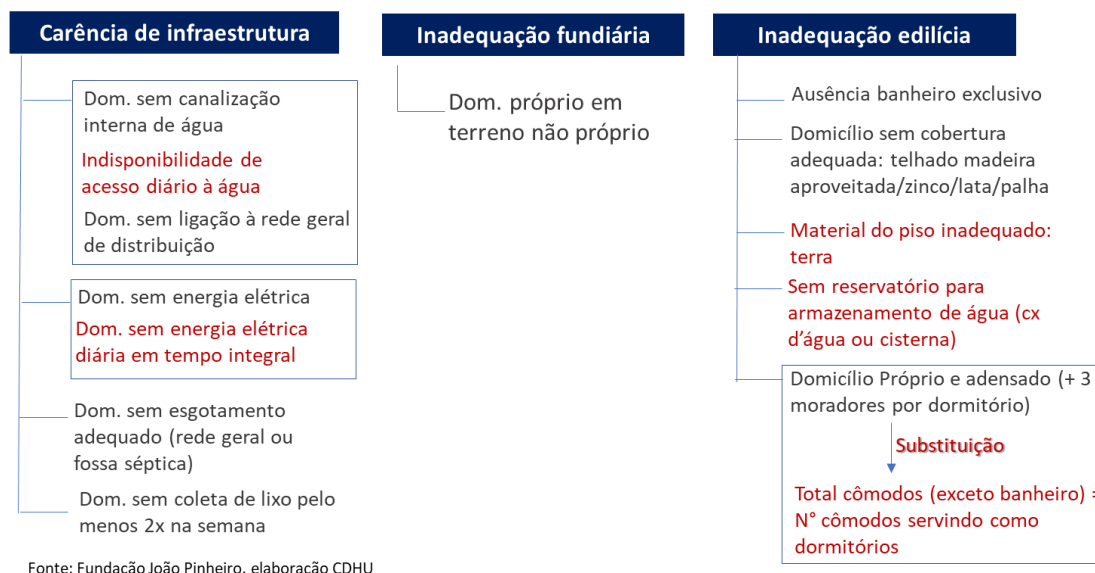 Carência de infraestrutura
Dom. sem canalização
interna de água
Indisponibilidade de
acesso diário à água
Dom. sem ligação à rede geral
de distribuição
Dom. sem energia elétrica
Dom. sem energia elétrica
diária em tempo integral
Dom. sem esgotamento
adequado (rede geral ou
fossa séptica)
Dom. sem coleta de lixo pelo
menos 2x na semana
Inadequação fundiária
Dom. próprio em
terreno não próprio
Inadequação edilícia
Ausência banheiro exclusivo
Domicílio sem cobertura
adequada: telhado madeira
aproveitada/zinco/lata/palha
Material do piso inadequado:
terra
Sem reservatório para
armazenamento de água (cx
d'água ou cisterna)
Domicílio Próprio e adensado (+ 3
moradores por dormitório)
Substituição
Total cômodos (exceto banheiro) =
N° cômodos servindo como
dormitórios
Fonte: Fundação João Pinheiro, elaboração CDHU